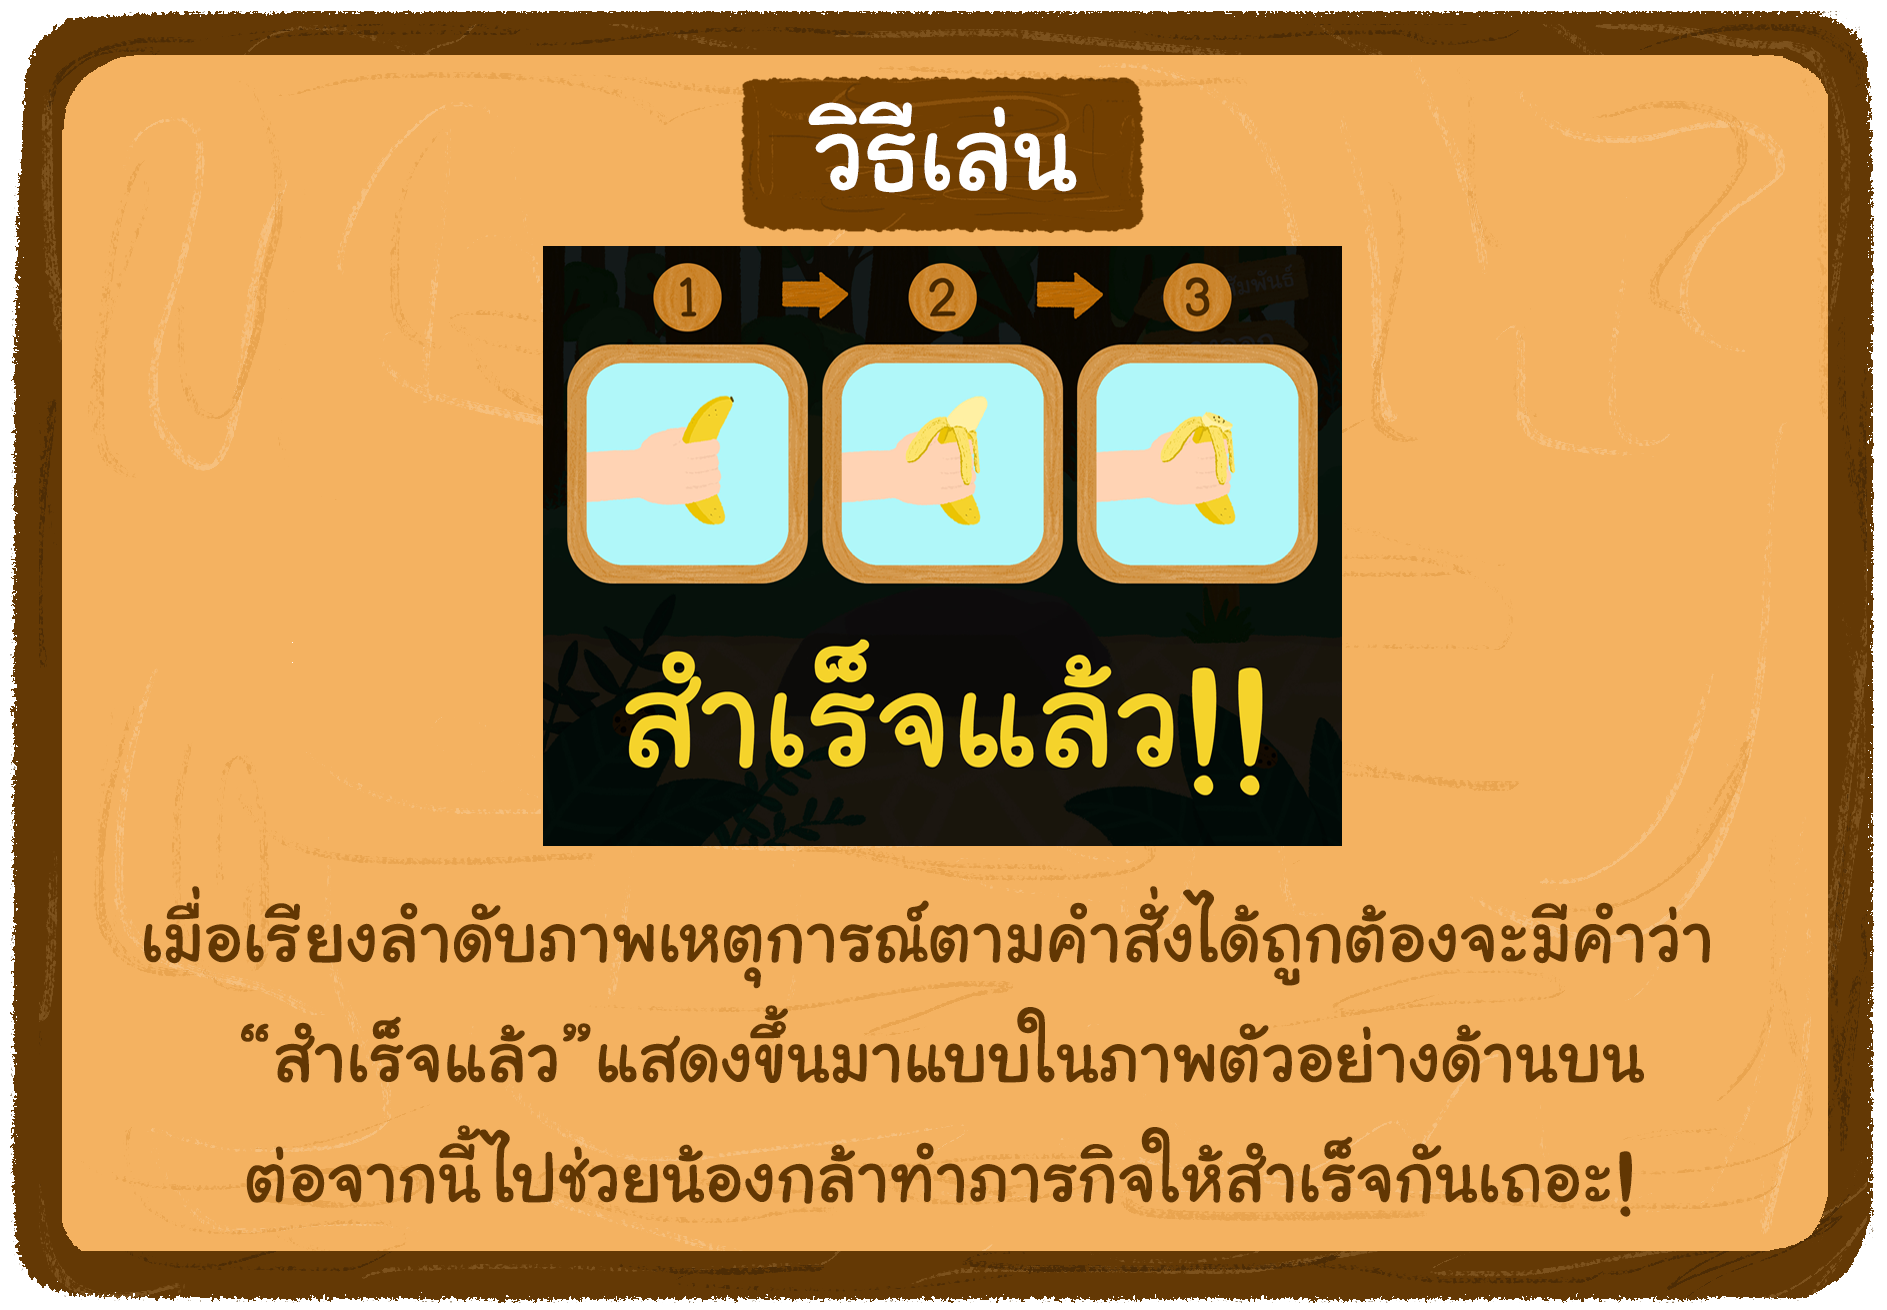 วิธีเล่น
1 2 3
สำเร็จแล้ว!!
เมื่อเรียงลำดับภาพเหตุการณ์ตามคำสั่งได้ถูกต้องจะมีคำว่า
“สำเร็จแล้ว”แสดงขึ้นมาแบบในภาพตัวอย่างด้านบน
ต่อจากนี้ไปช่วยน้องกล้าทำภารกิจให้สำเร็จกันเถอะ!